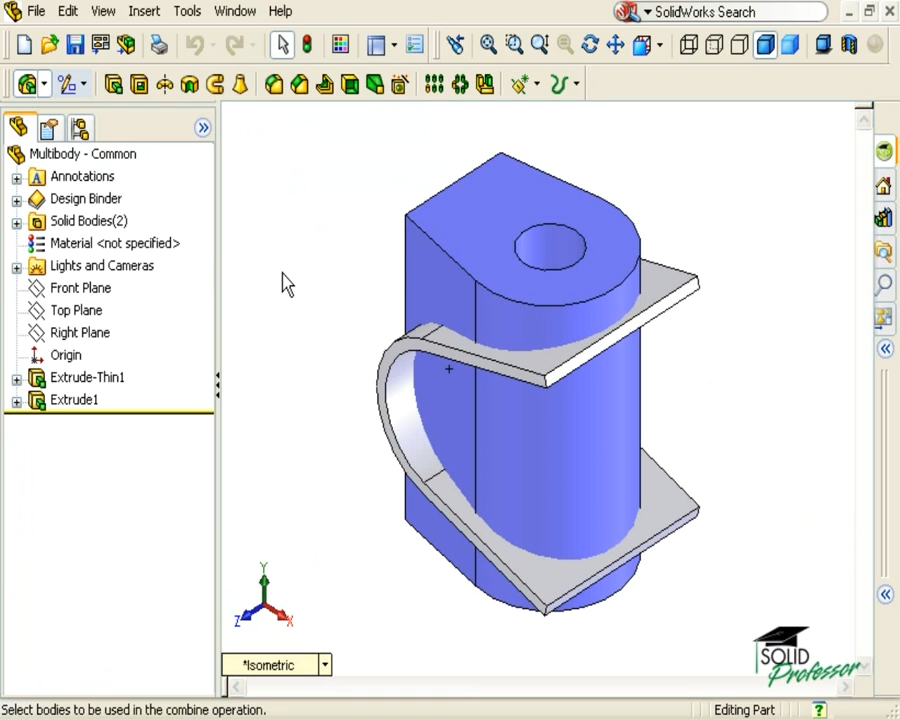 File Edit View Insert Tools Window Help
SolidWorks Search
Multibody - Common
A Annotations
Design Binder
Solid Bodies(2)
Material <not specified>
Lights and Cameras
Front Plane
Top Plane
Right Plane
Origin
Extrude-Thin1
Extrude1
Y
Z
X
*Isometric
SOLID
Professor
Select bodies to be used in the combine operation.
Editing Part